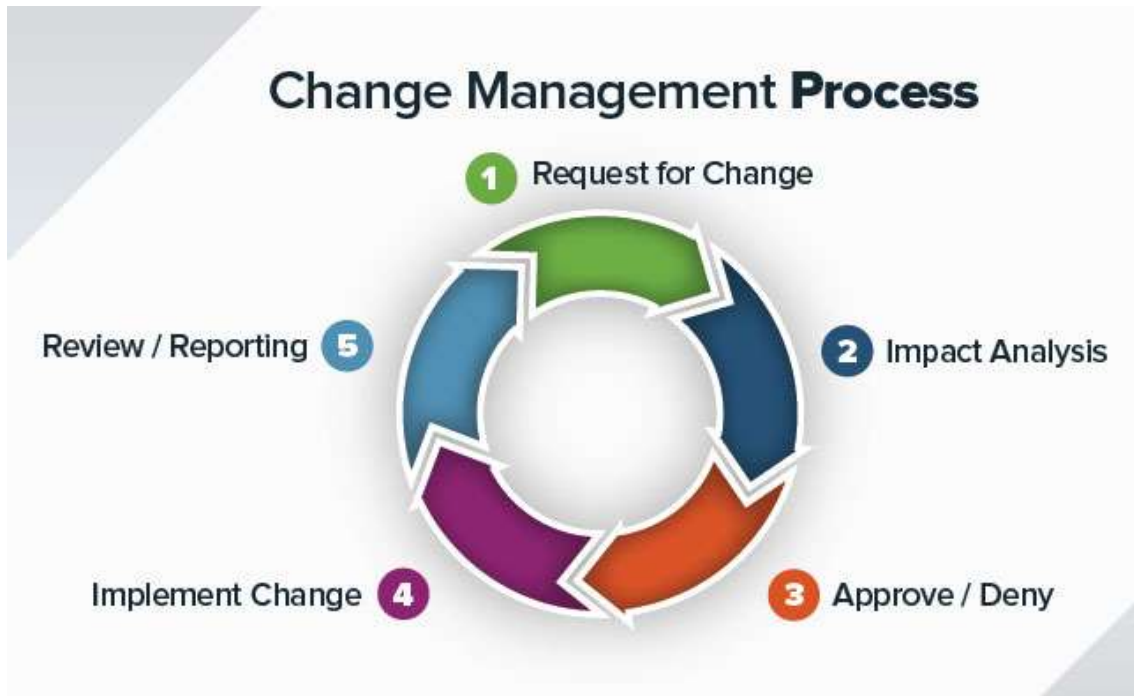 Change Management Process
1 Request for Change
2 Impact Analysis
3 Approve / Deny
4 Implement Change
5 Review / Reporting